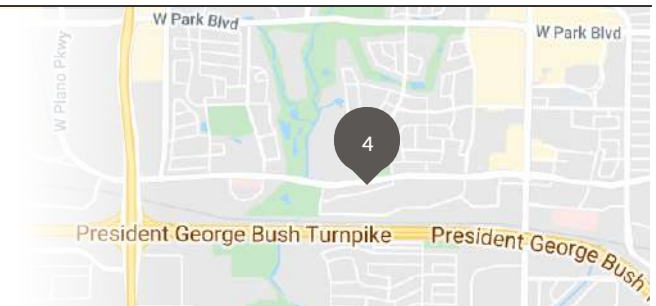 W Park Blvd
W Park Blvd
W Plano Pkwy
4
President George Bush Turnpike
President George Bush